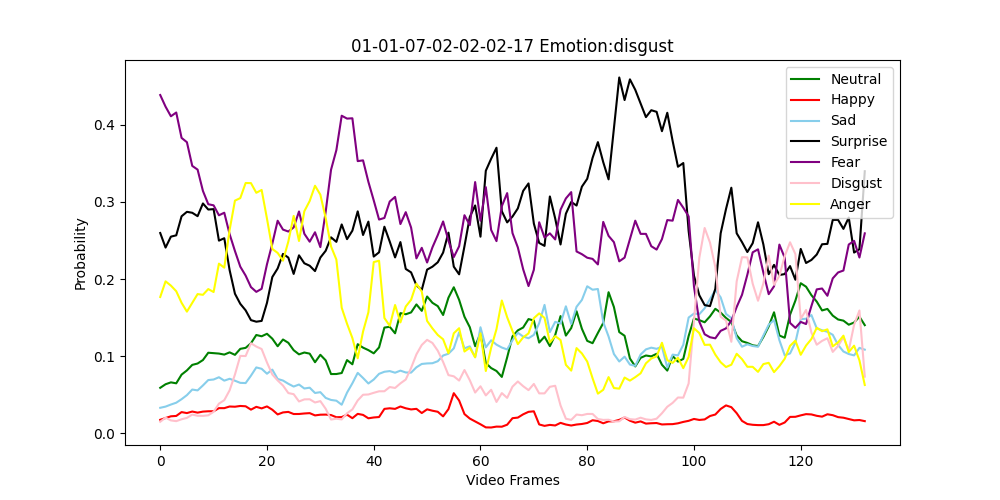 01-01-07-02-02-02-17 Emotion:disgust
Neutral
Happy
Sad
Surprise
Fear
Disgust
Anger
Probability
0.4
0.3
0.2
0.1
0.0
0 20 40 60 80 100 120
Video Frames